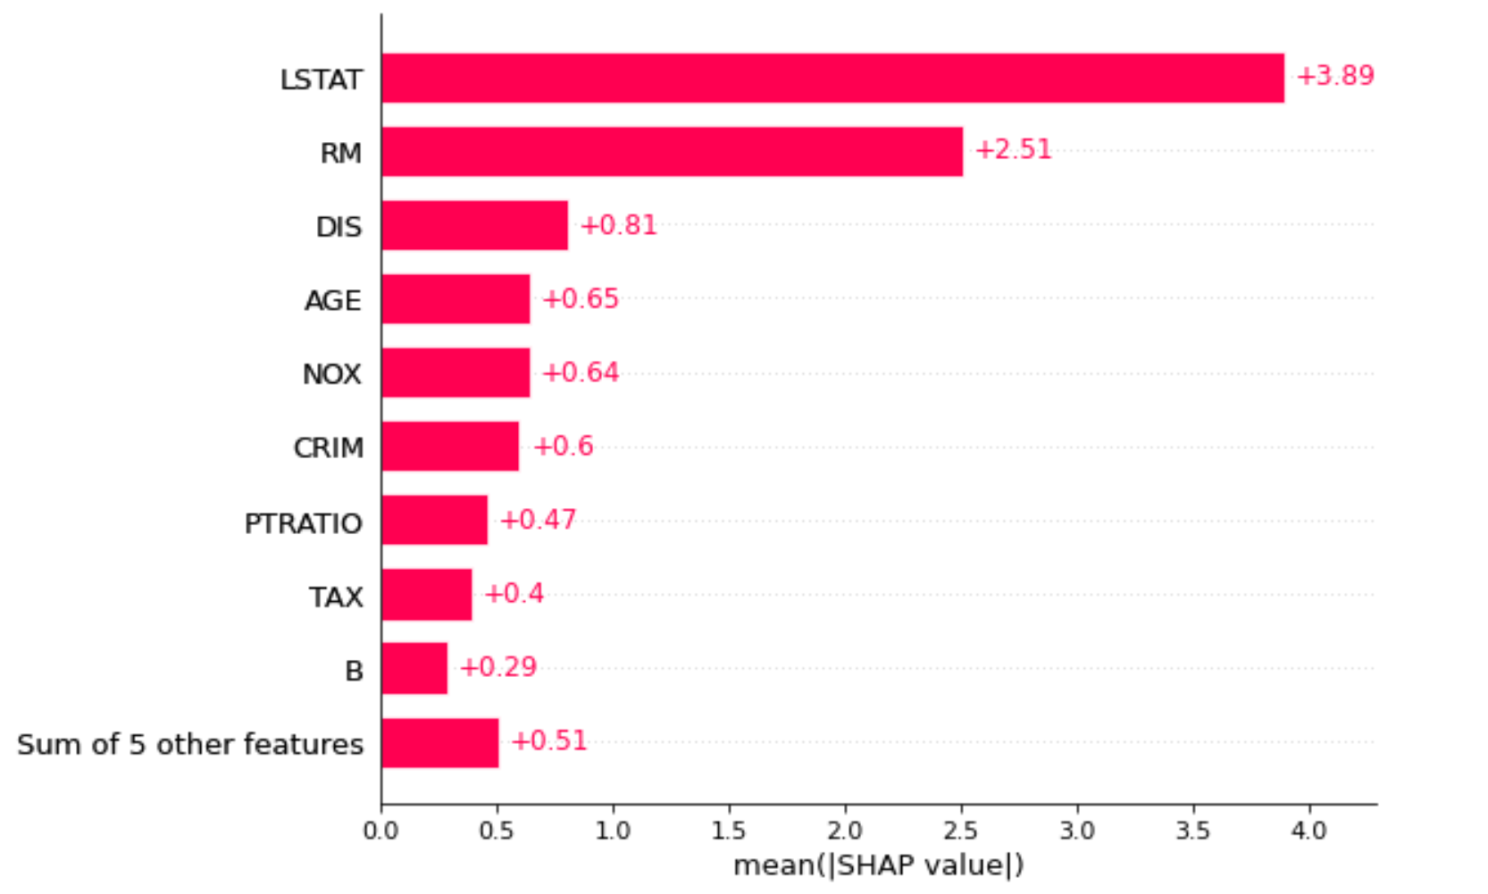 LSTAT +3.89
RM +2.51
DIS +0.81
AGE +0.65
NOX +0.64
CRIM +0.6
PTRATIO +0.47
TAX +0.4
B +0.29
Sum of 5 other features +0.51
0.0 0.5 1.0 1.5 2.0 2.5 3.0 3.5 4.0
mean(|SHAP value|)